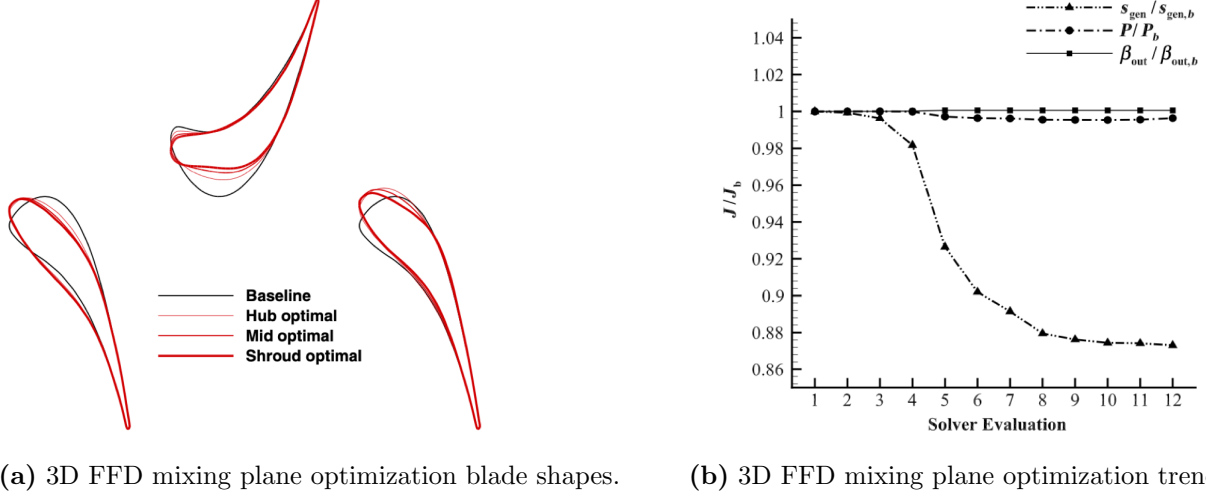 Baseline
Hub optimal
Mid optimal
Shroud optimal
(a) 3D FFD mixing plane optimization blade shapes.
s_gen / s_gen,b
P / P_b
β_out / β_out,b
1.04
1.02
1
0.98
0.96
0.94
0.92
0.9
0.88
0.86
J/J_b
1 2 3 4 5 6 7 8 9 10 11 12
Solver Evaluation
(b) 3D FFD mixing plane optimization tren